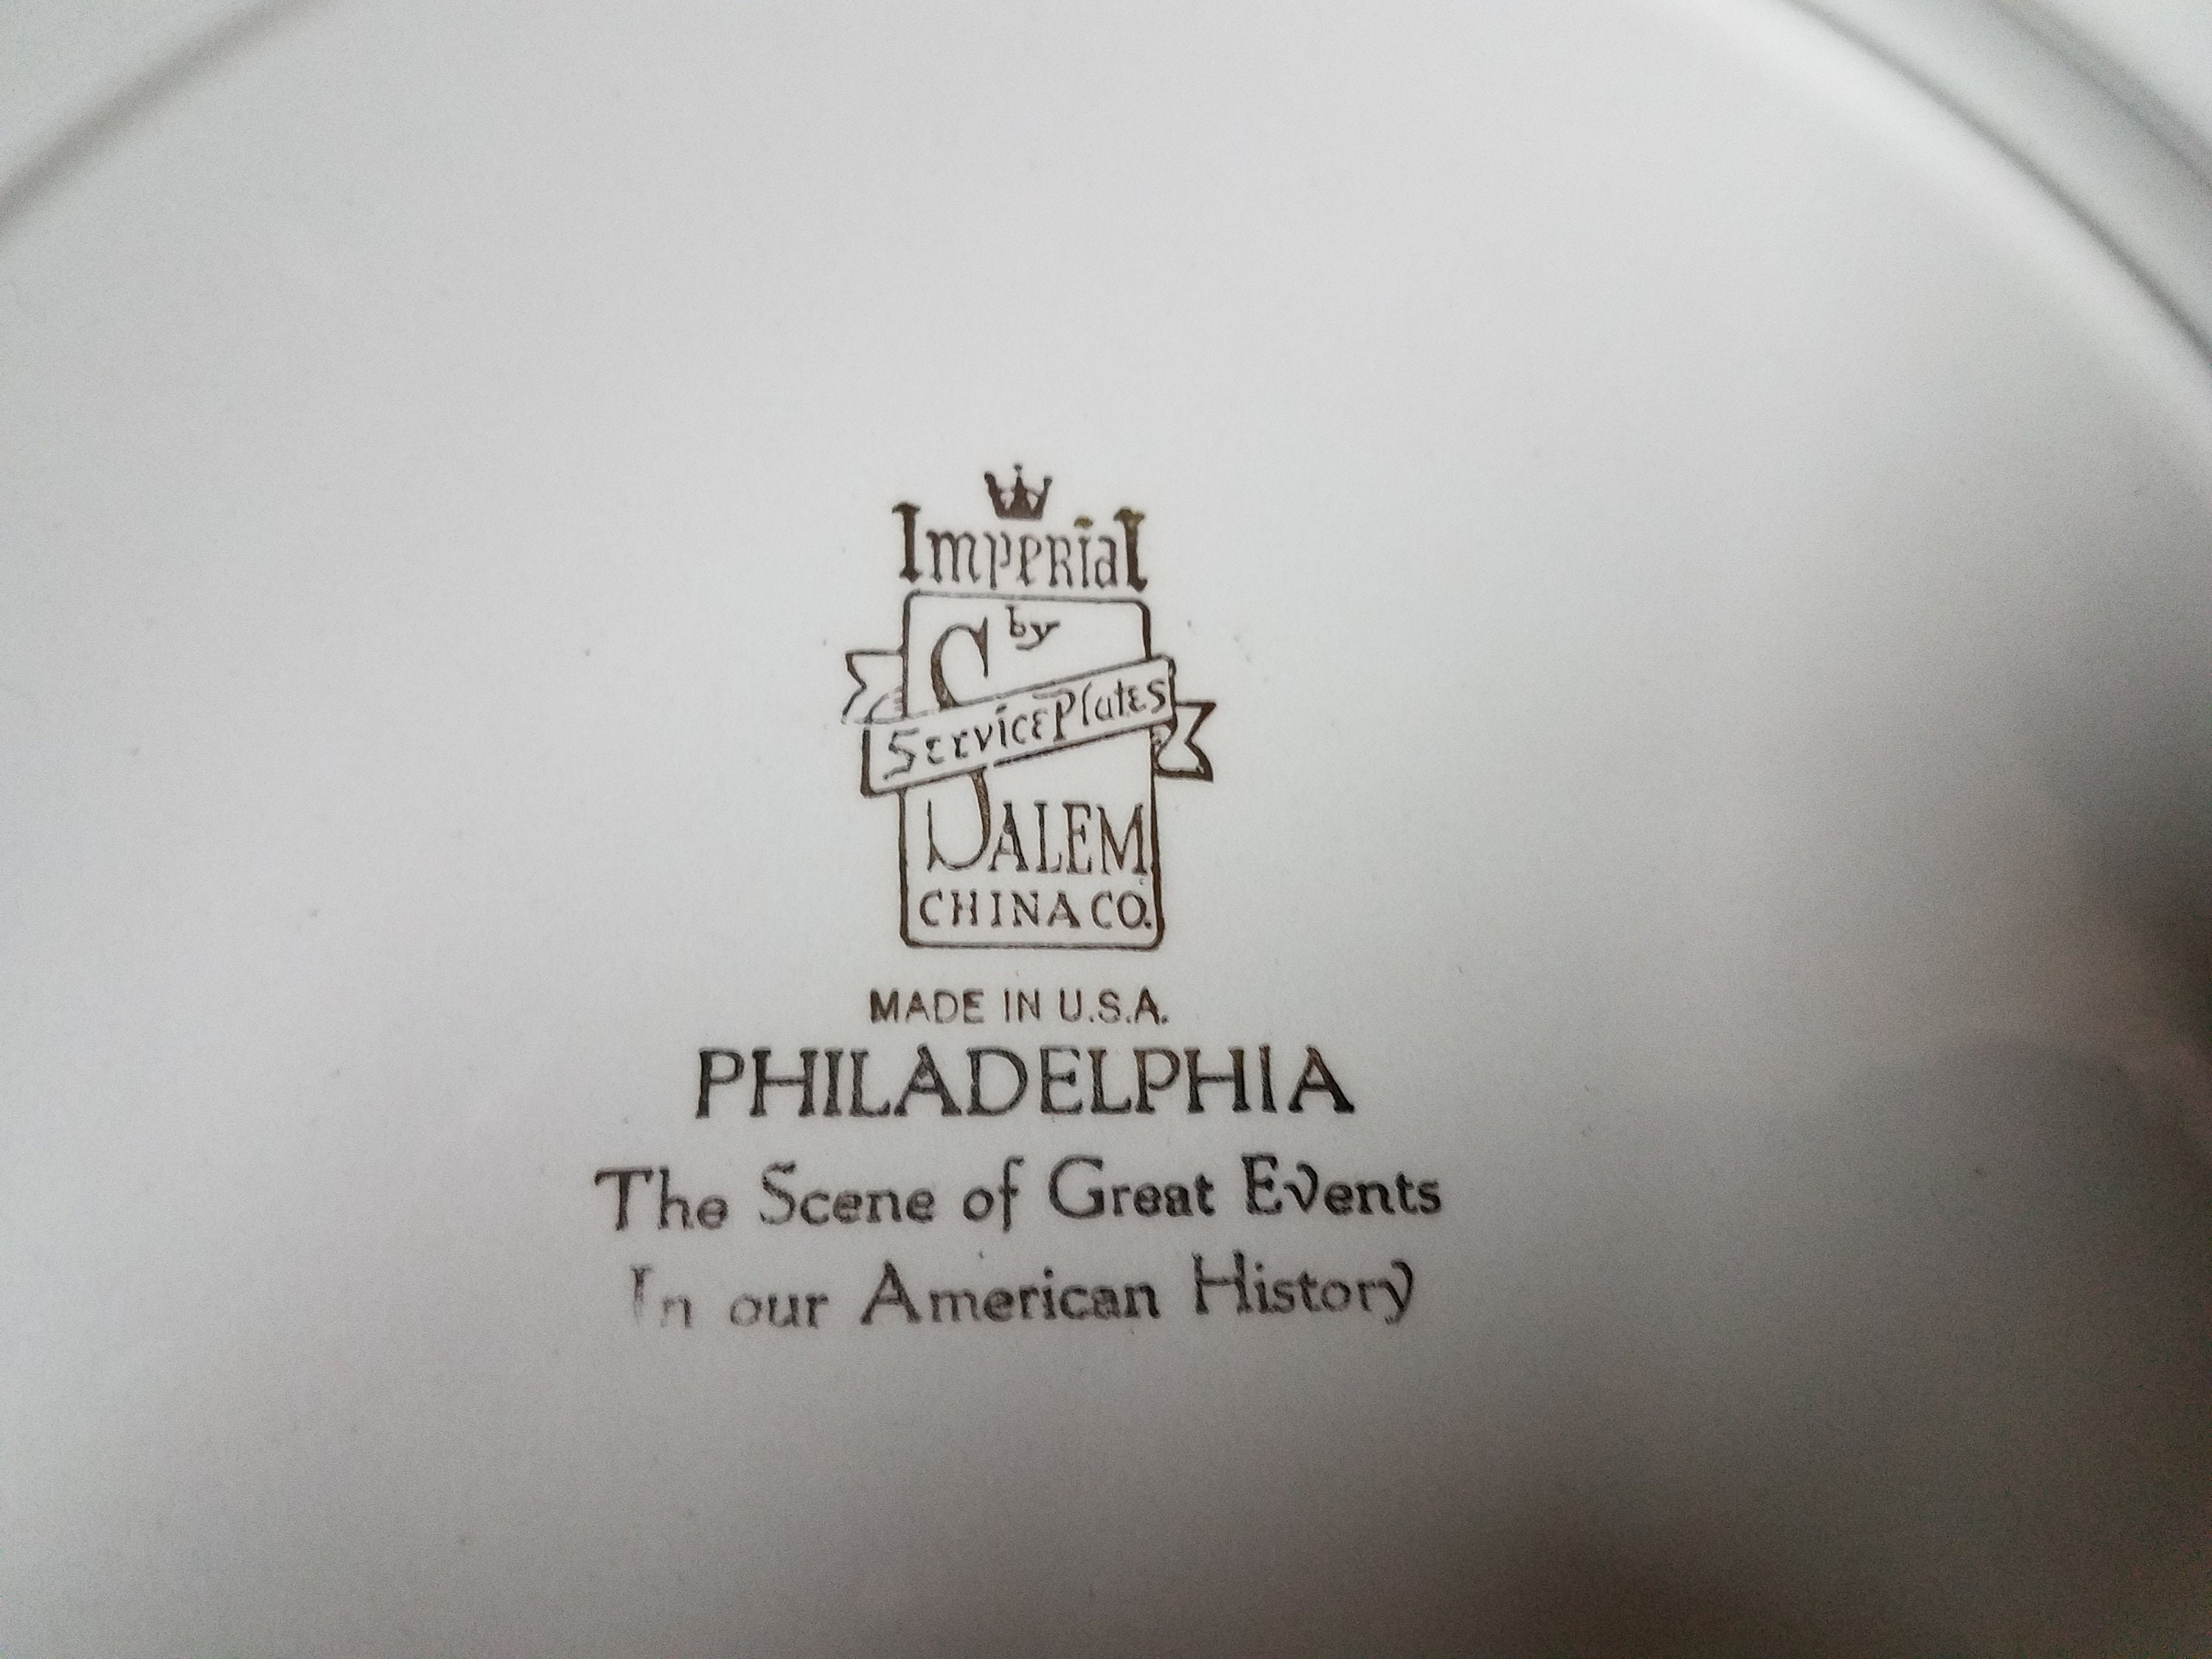 Imperial
by
Service Plates
SALEM
CHINA CO.
MADE IN U.S.A.
PHILADELPHIA
The Scene of Great Events
In our American History